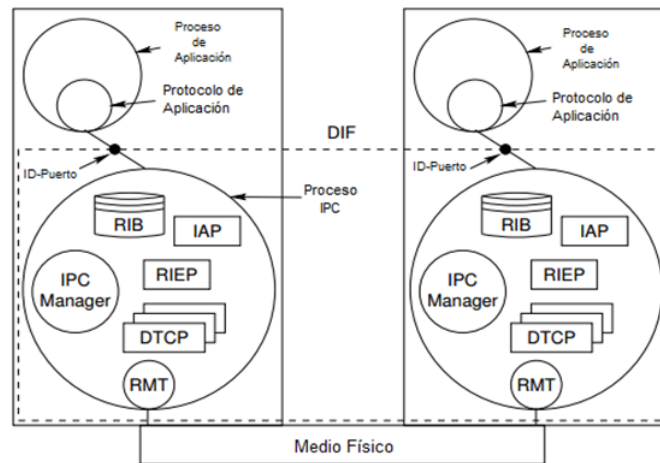 Proceso
de
Aplicación
Protocolo de
Aplicación
ID-Puerto
Proceso
IPC
RIB
IAP
IPC
Manager
RIEP
DTCP
RMT
DIF
Proceso
de
Aplicación
Protocolo de
Aplicación
ID-Puerto
RIB
IAP
IPC
Manager
RIEP
DTCP
RMT
Medio Físico